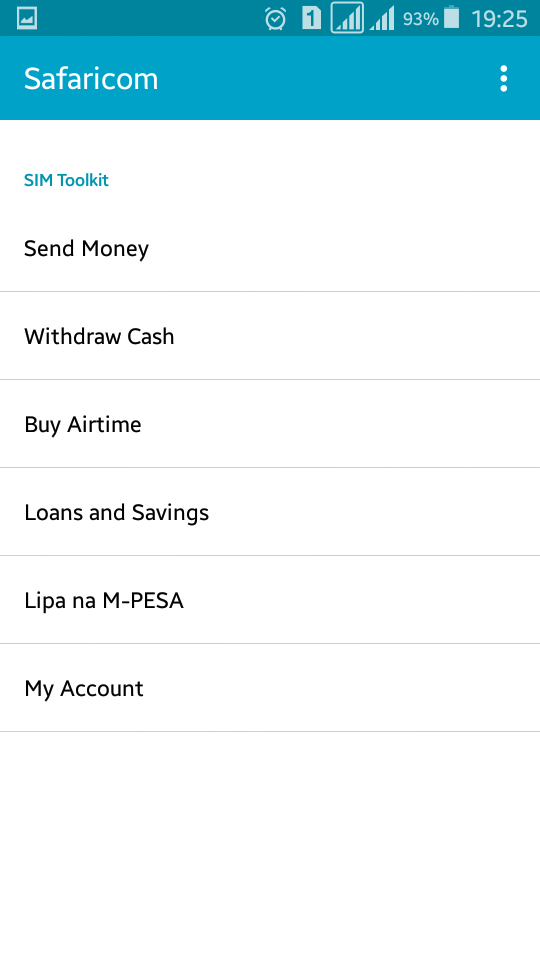 1 93% 19:25
Safaricom
SIM Toolkit
Send Money
Withdraw Cash
Buy Airtime
Loans and Savings
Lipa na M-PESA
My Account